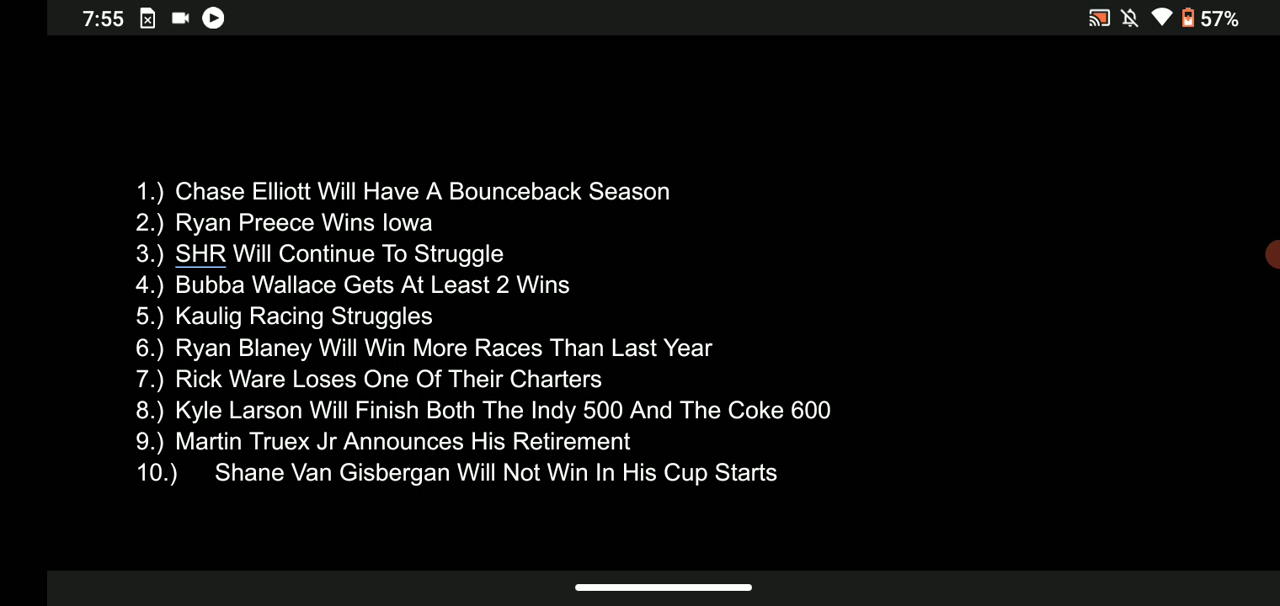 7:55 57%
1.) Chase Elliott Will Have A Bounceback Season
2.) Ryan Preece Wins Iowa
3.) SHR Will Continue To Struggle
4.) Bubba Wallace Gets At Least 2 Wins
5.) Kaulig Racing Struggles
6.) Ryan Blaney Will Win More Races Than Last Year
7.) Rick Ware Loses One Of Their Charters
8.) Kyle Larson Will Finish Both The Indy 500 And The Coke 600
9.) Martin Truex Jr Announces His Retirement
10.) Shane Van Gisbergan Will Not Win In His Cup Starts